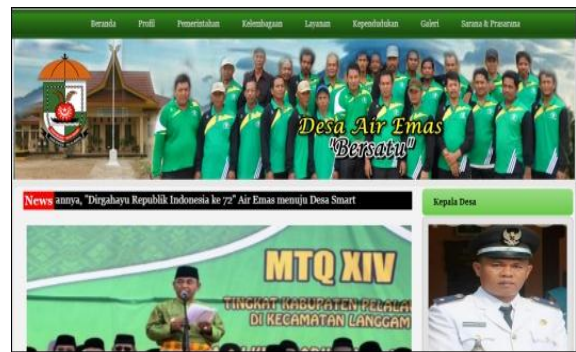 Beranda Profil Pemerintahan Kelembagaan Layanan Kependudukan Galeri Sarana & Prasarana
Desa Air Emas
"Bersatu"
News annya, "Dirgahayu Republik Indonesia ke 72" Air Emas menuju Desa Smart
Kepala Desa
MTQ XIV
TINGKAT KABUPATEN PELALA
DI KECAMATAN LANGGAM